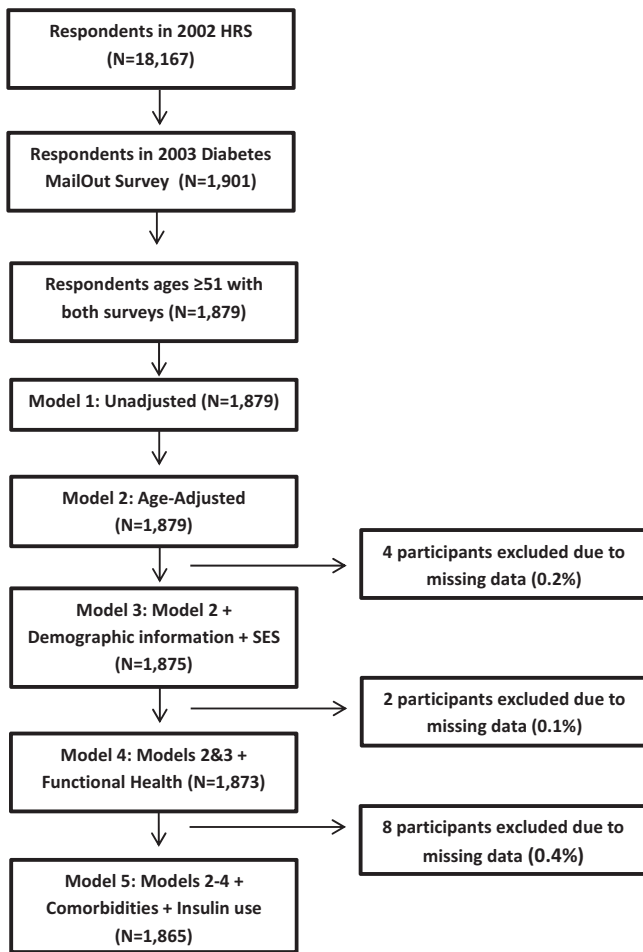 Respondents in 2002 HRS
(N=18,167)
Respondents in 2003 Diabetes
MailOut Survey (N=1,901)
Respondents ages ≥51 with
both surveys (N=1,879)
Model 1: Unadjusted (N=1,879)
Model 2: Age-Adjusted
(N=1,879)
4 participants excluded due to
missing data (0.2%)
Model 3: Model 2 +
Demographic information + SES
(N=1,875)
2 participants excluded due to
missing data (0.1%)
Model 4: Models 2&3 +
Functional Health (N=1,873)
8 participants excluded due to
missing data (0.4%)
Model 5: Models 2-4 +
Comorbidities + Insulin use
(N=1,865)